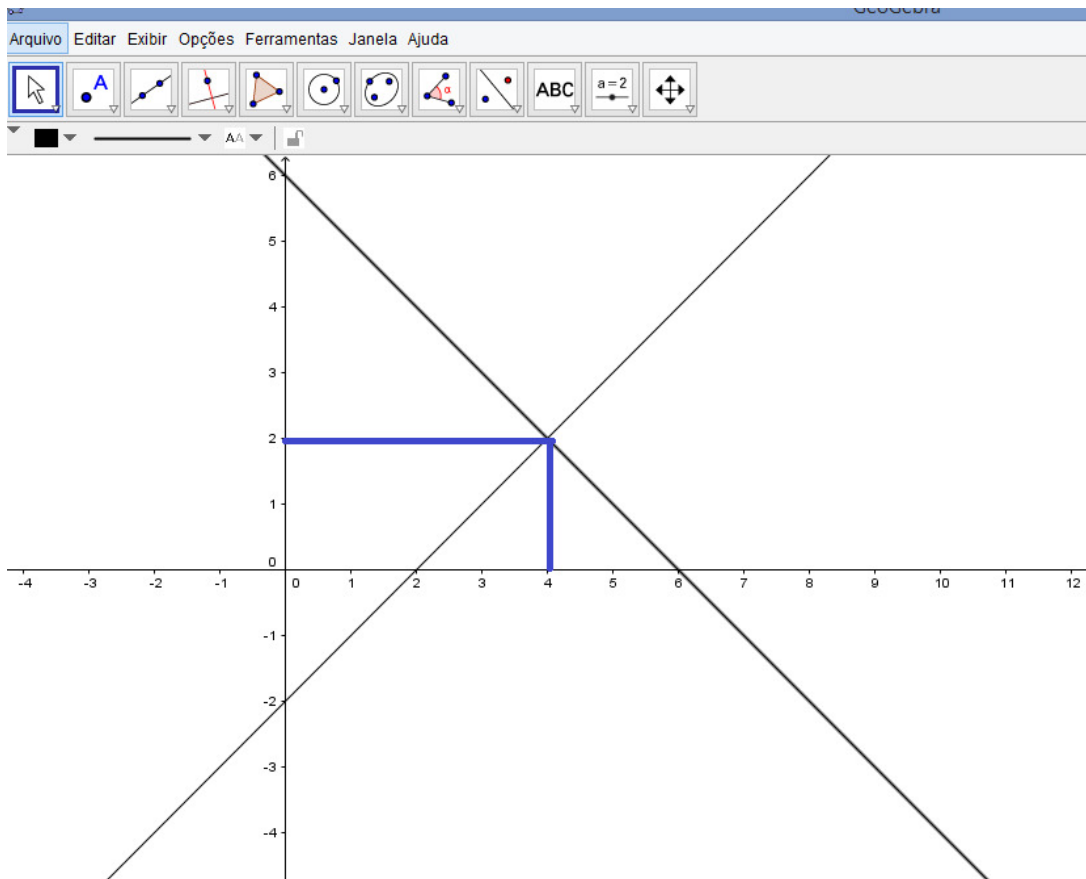 GeoGebra
Arquivo Editar Exibir Opções Ferramentas Janela Ajuda
A α ABC a=2
AA
6
5
4
3
2
1
0
-4 -3 -2 -1 0 1 2 3 4 5 6 7 8 9 10 11 12
-1
-2
-3
-4